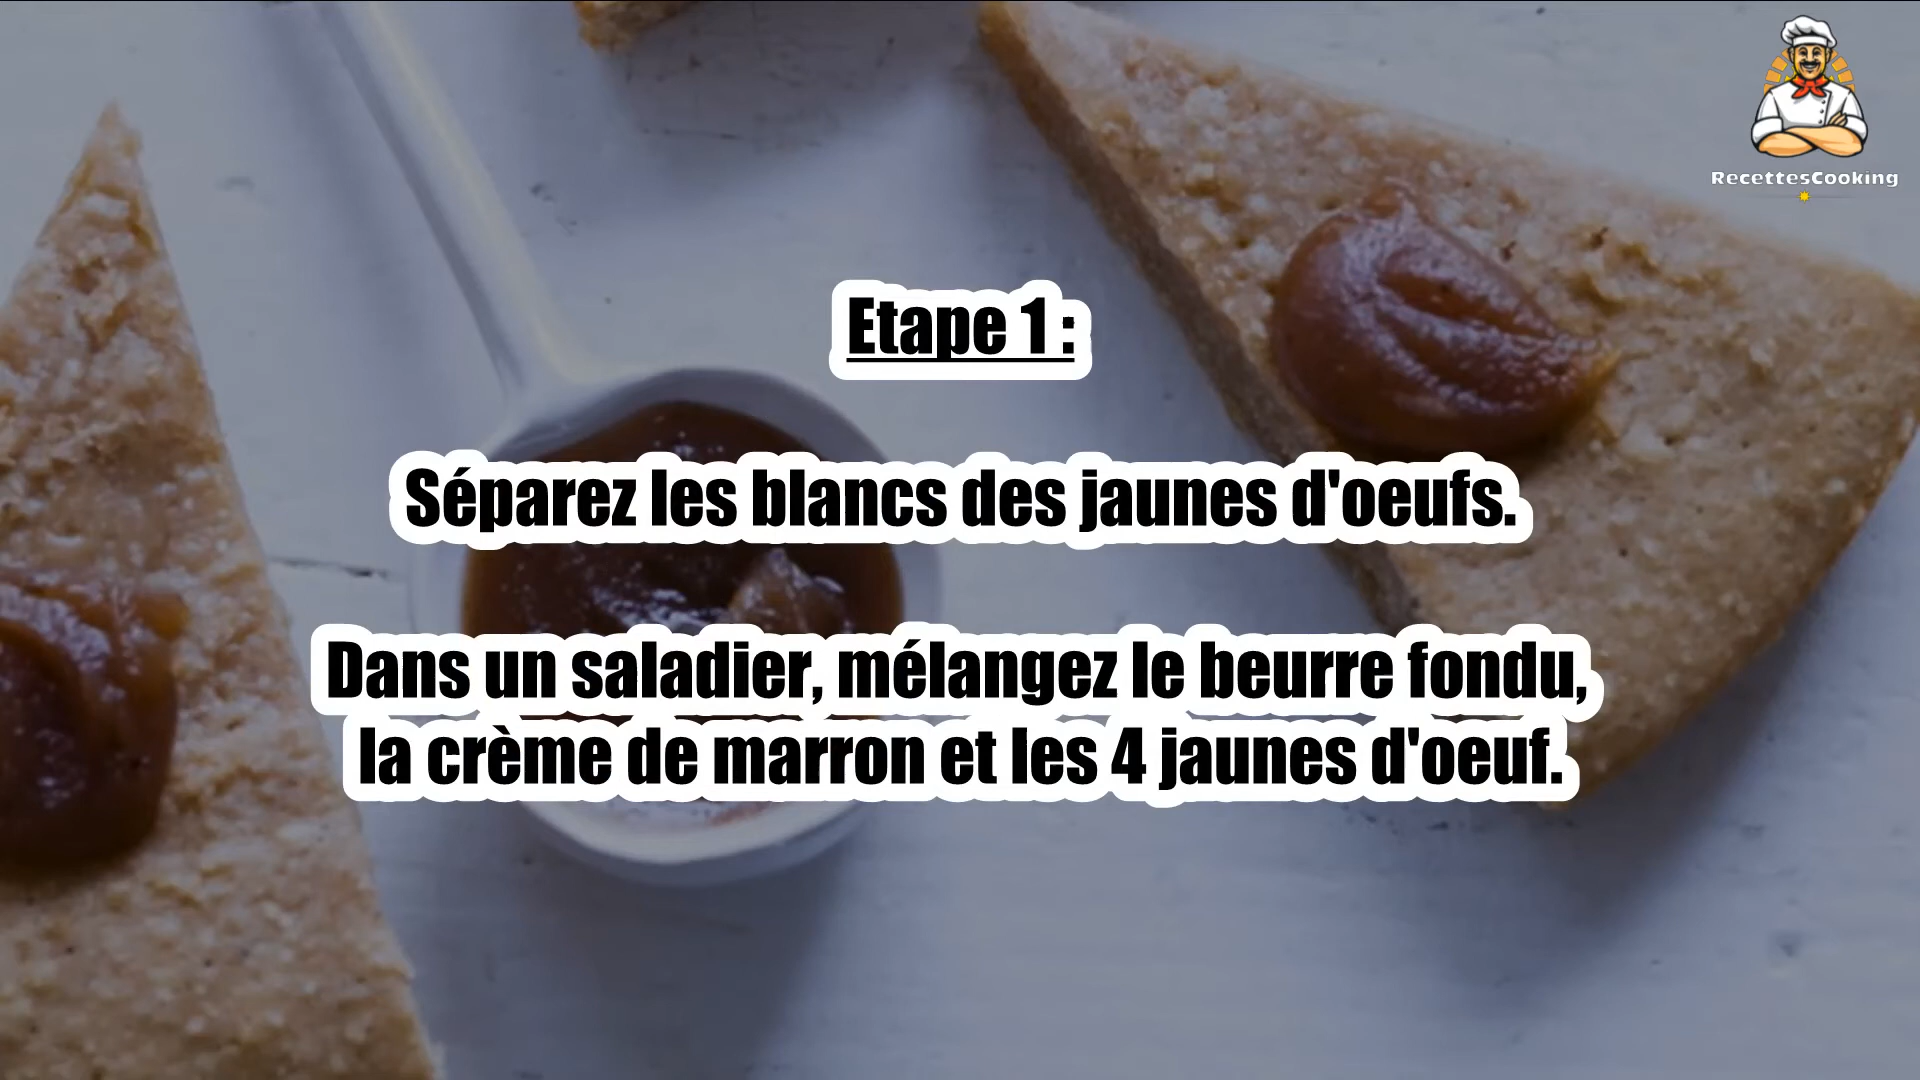 RecettesCooking
Etape 1 :
Séparez les blancs des jaunes d'oeufs.
Dans un saladier, mélangez le beurre fondu,
la crème de marron et les 4 jaunes d'oeuf.